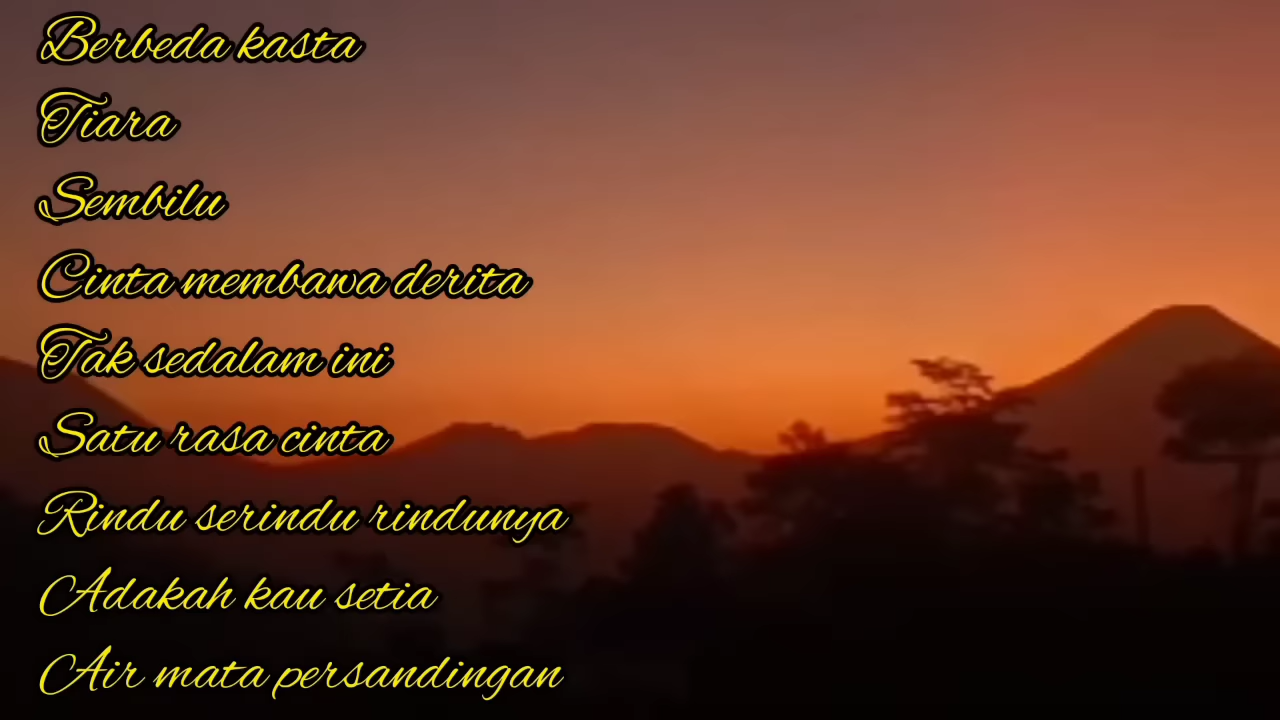 Berbeda kasta
Tiara
Sembilu
Cinta membawa derita
Tak sedalam ini
Satu rasa cinta
Rindu serindu rindunya
Adakah kau setia
Air mata persandingan